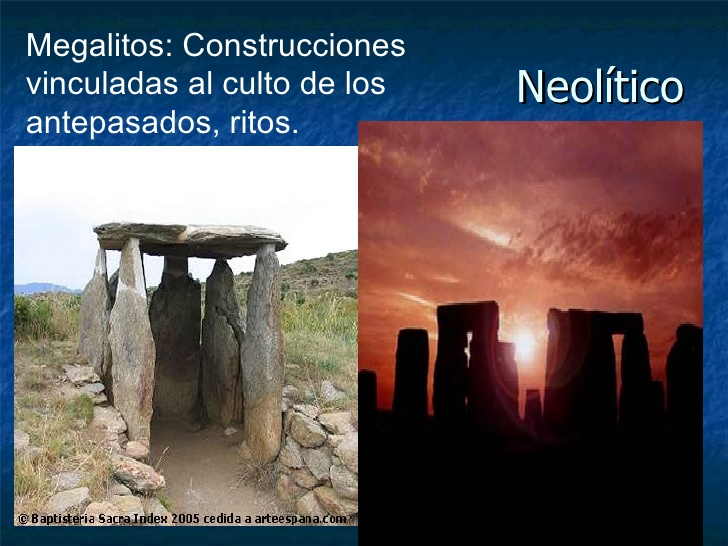 Megalitos: Construcciones
vinculadas al culto de los
antepasados, ritos.
Neolítico
© Baptisteria Sacra Index 2005 cedida a arteespana.com